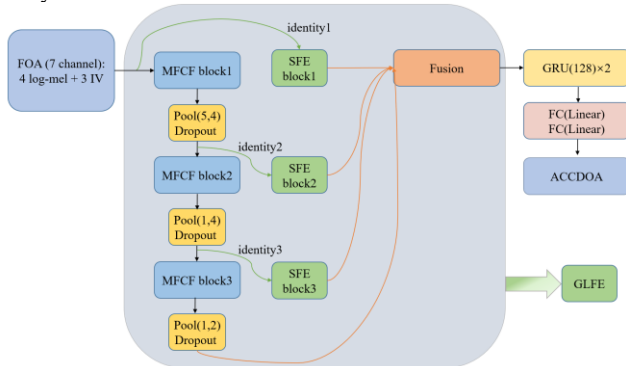 identity1
FOA (7 channel):
4 log-mel + 3 IV
MFCF block1
SFE
block1
Fusion
GRU(128)×2
Pool(5,4)
Dropout
FC(Linear)
FC(Linear)
identity2
MFCF block2
SFE
block2
ACCDOA
Pool(1,4)
Dropout
identity3
MFCF block3
SFE
block3
GLFE
Pool(1,2)
Dropout